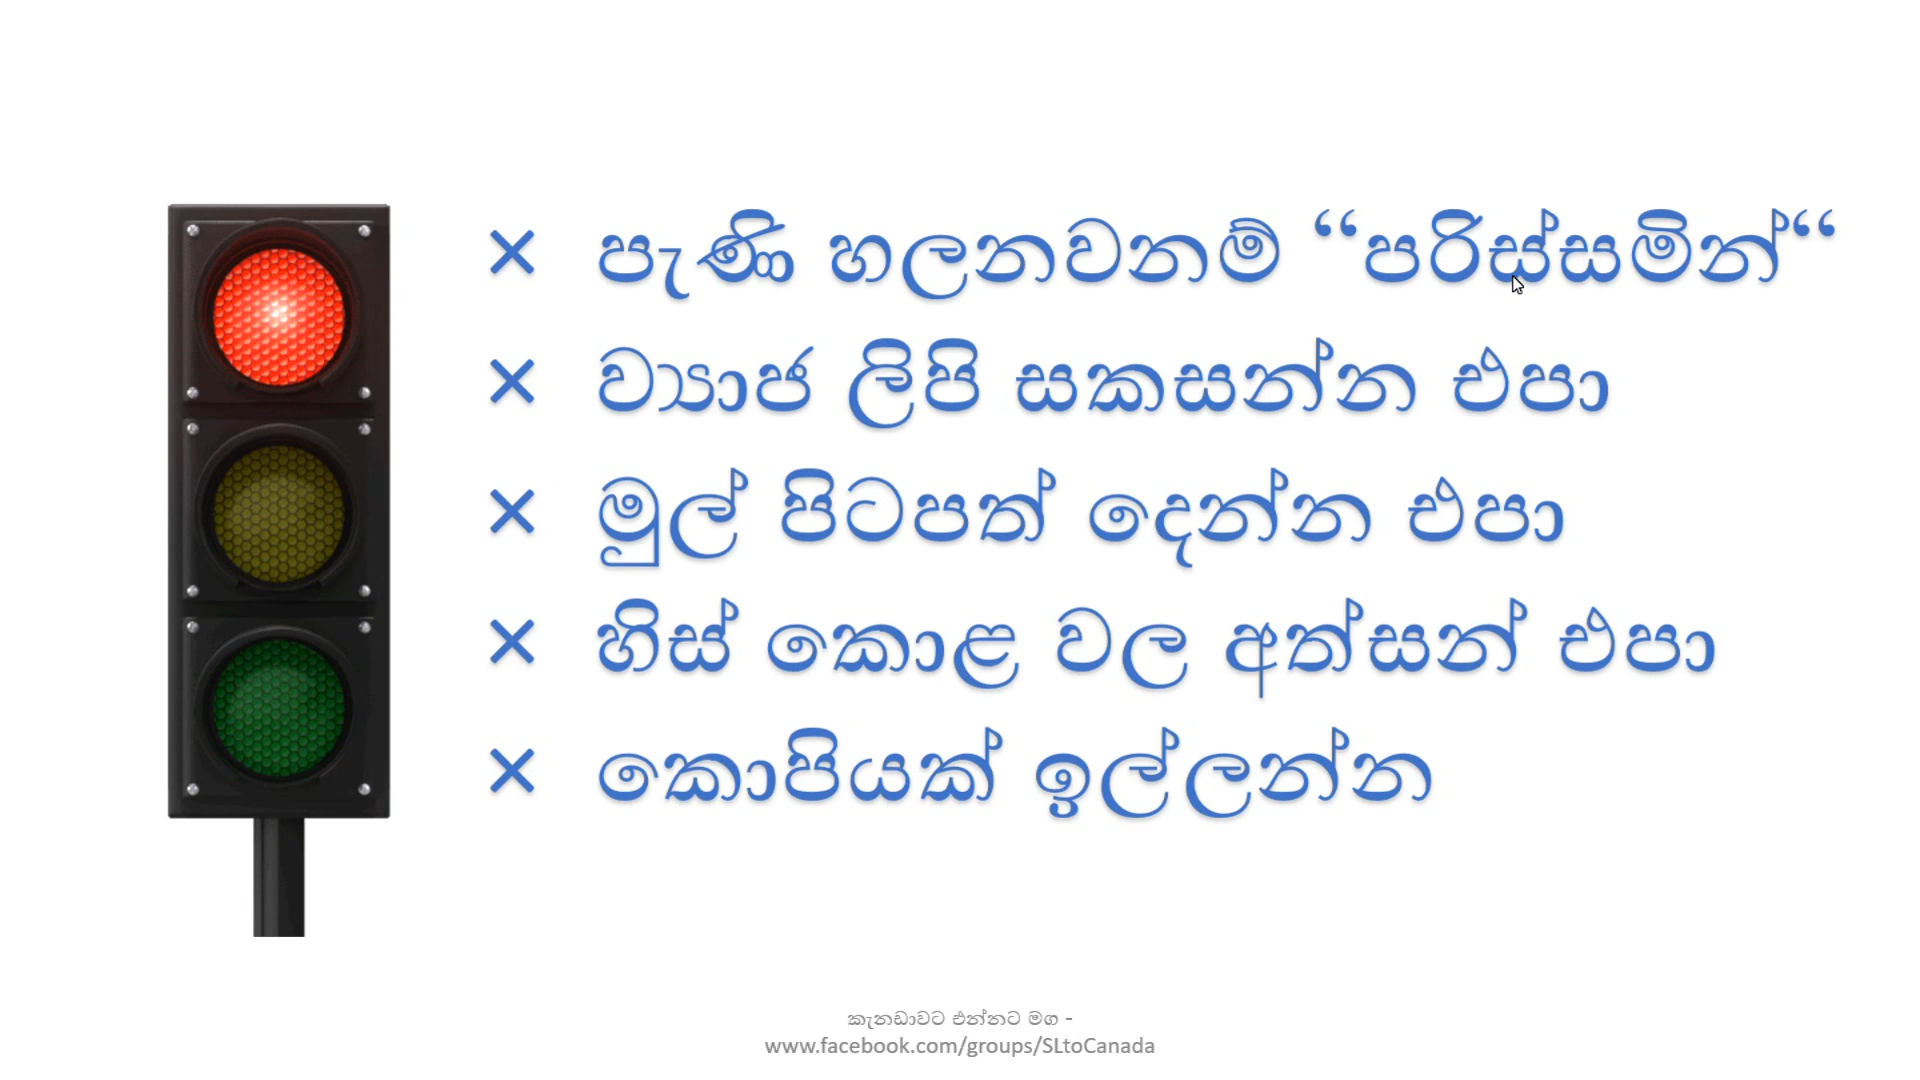 × පැණි හලනවනම් “පරිස්සමින්“
× ව්‍යාජ ලිපි සකසන්න එපා
× මුල් පිටපත් දෙන්න එපා
× හිස් කොළ වල අත්සන් එපා
× කොපියක් ඉල්ලන්න
කැනඩාවට එන්නට මග -
www.facebook.com/groups/SLtoCanada